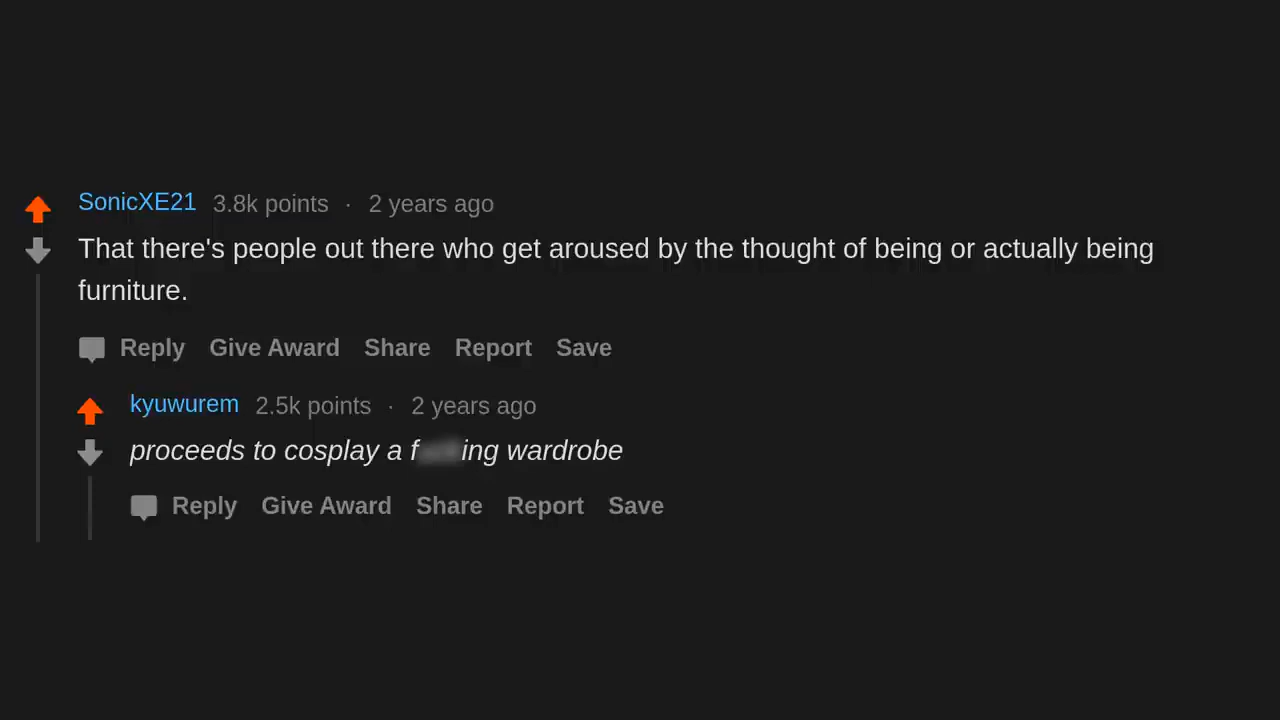 SonicXE21 3.8k points · 2 years ago
That there's people out there who get aroused by the thought of being or actually being
furniture.
Reply Give Award Share Report Save
kyuwurem 2.5k points · 2 years ago
proceeds to cosplay a f ing wardrobe
Reply Give Award Share Report Save